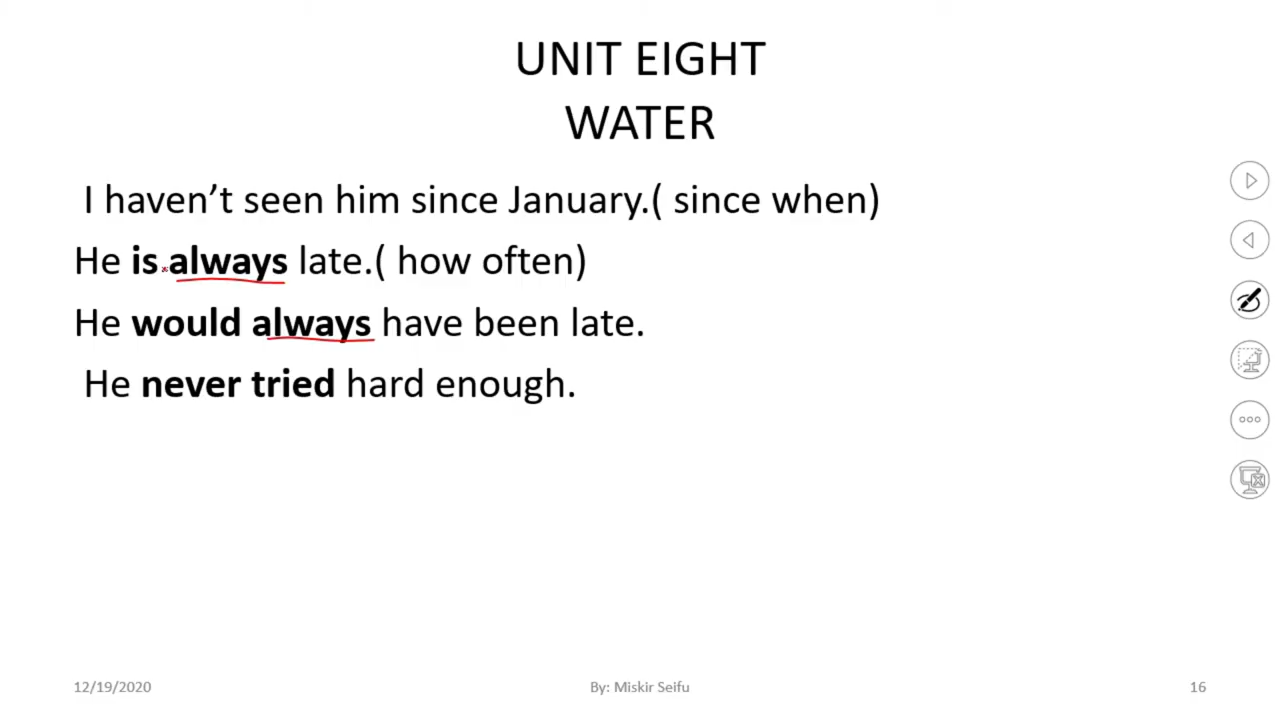 UNIT EIGHT
WATER
I haven’t seen him since January.( since when)
He is always late.( how often)
He would always have been late.
He never tried hard enough.
12/19/2020 By: Miskir Seifu 16